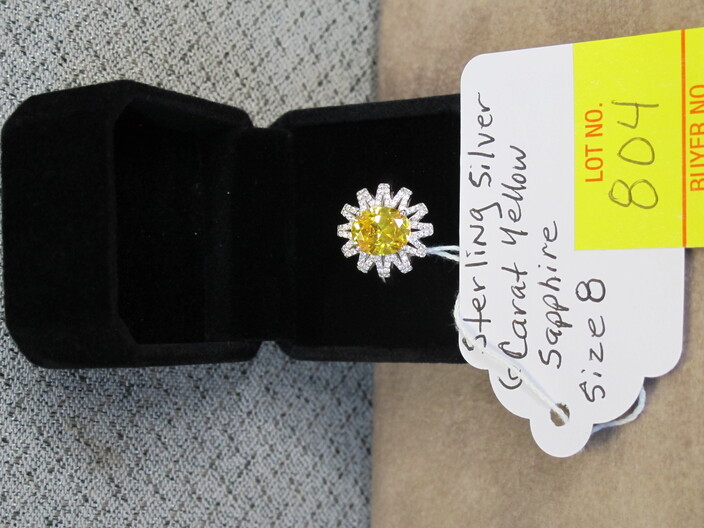 Sterling Silver
6 Carat Yellow
Sapphire
Size 8
LOT NO.
804
BUYER NO